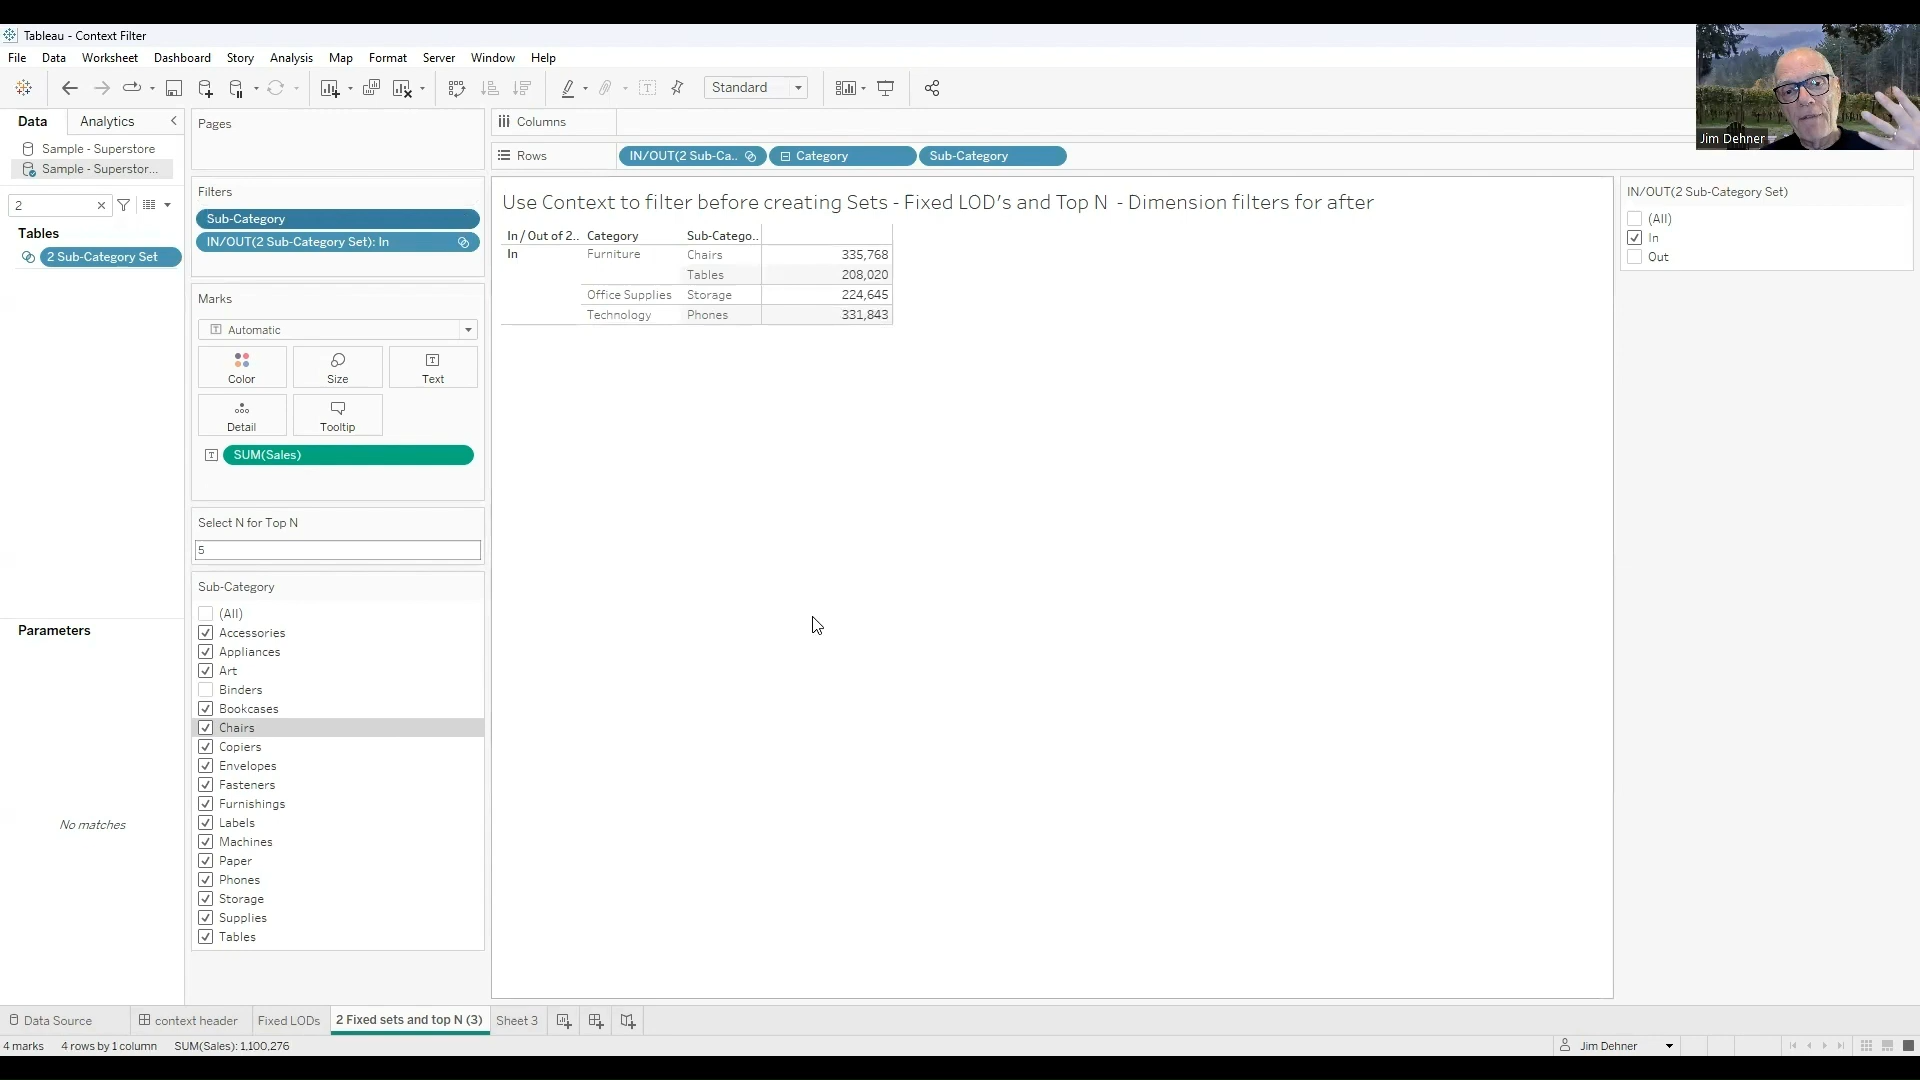 Tableau - Context Filter
File Data Worksheet Dashboard Story Analysis Map Format Server Window Help
Standard
Jim Dehner
Data Analytics
Sample - Superstore
Sample - Superstor...
2
Tables
2 Sub-Category Set
Parameters
No matches
Pages
Filters
Sub-Category
IN/OUT(2 Sub-Category Set): In
Marks
Automatic
Color Size Text
Detail Tooltip
SUM(Sales)
Select N for Top N
5
Sub-Category
(All)
Accessories
Appliances
Art
Binders
Bookcases
Chairs
Copiers
Envelopes
Fasteners
Furnishings
Labels
Machines
Paper
Phones
Storage
Supplies
Tables
Columns
Rows IN/OUT(2 Sub-Ca.. Category Sub-Category
Use Context to filter before creating Sets - Fixed LOD's and Top N - Dimension filters for after
In / Out of 2.. Category Sub-Catego..
In Furniture Chairs 335,768
Tables 208,020
Office Supplies Storage 224,645
Technology Phones 331,843
IN/OUT(2 Sub-Category Set)
(All)
In
Out
Data Source context header Fixed LODs 2 Fixed sets and top N (3) Sheet 3
4 marks 4 rows by 1 column SUM(Sales): 1,100,276 Jim Dehner